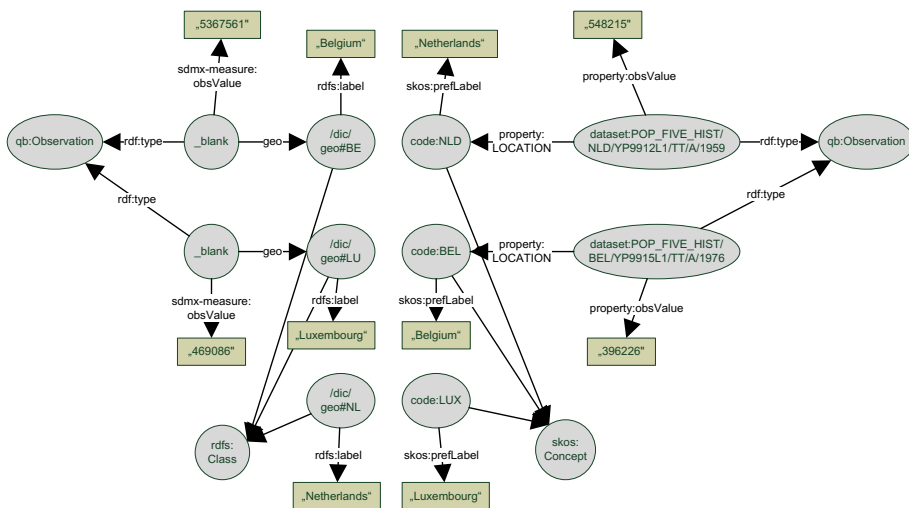 „5367561"
„Belgium“
„Netherlands“
„548215"
sdmx-measure:
obsValue
rdfs:label
skos:prefLabel
property:obsValue
qb:Observation
rdf:type
_blank
geo
/dic/
geo#BE
code:NLD
property:
LOCATION
dataset:POP_FIVE_HIST/
NLD/YP9912L1/TT/A/1959
rdf:type
qb:Observation
rdf:type
rdf:type
_blank
geo
/dic/
geo#LU
code:BEL
property:
LOCATION
dataset:POP_FIVE_HIST/
BEL/YP9915L1/TT/A/1976
sdmx-measure:
obsValue
rdfs:label
skos:prefLabel
property:obsValue
„469086"
„Luxembourg“
„Belgium“
„396226"
/dic/
geo#NL
code:LUX
rdfs:
Class
skos:
Concept
rdfs:label
skos:prefLabel
„Netherlands“
„Luxembourg“